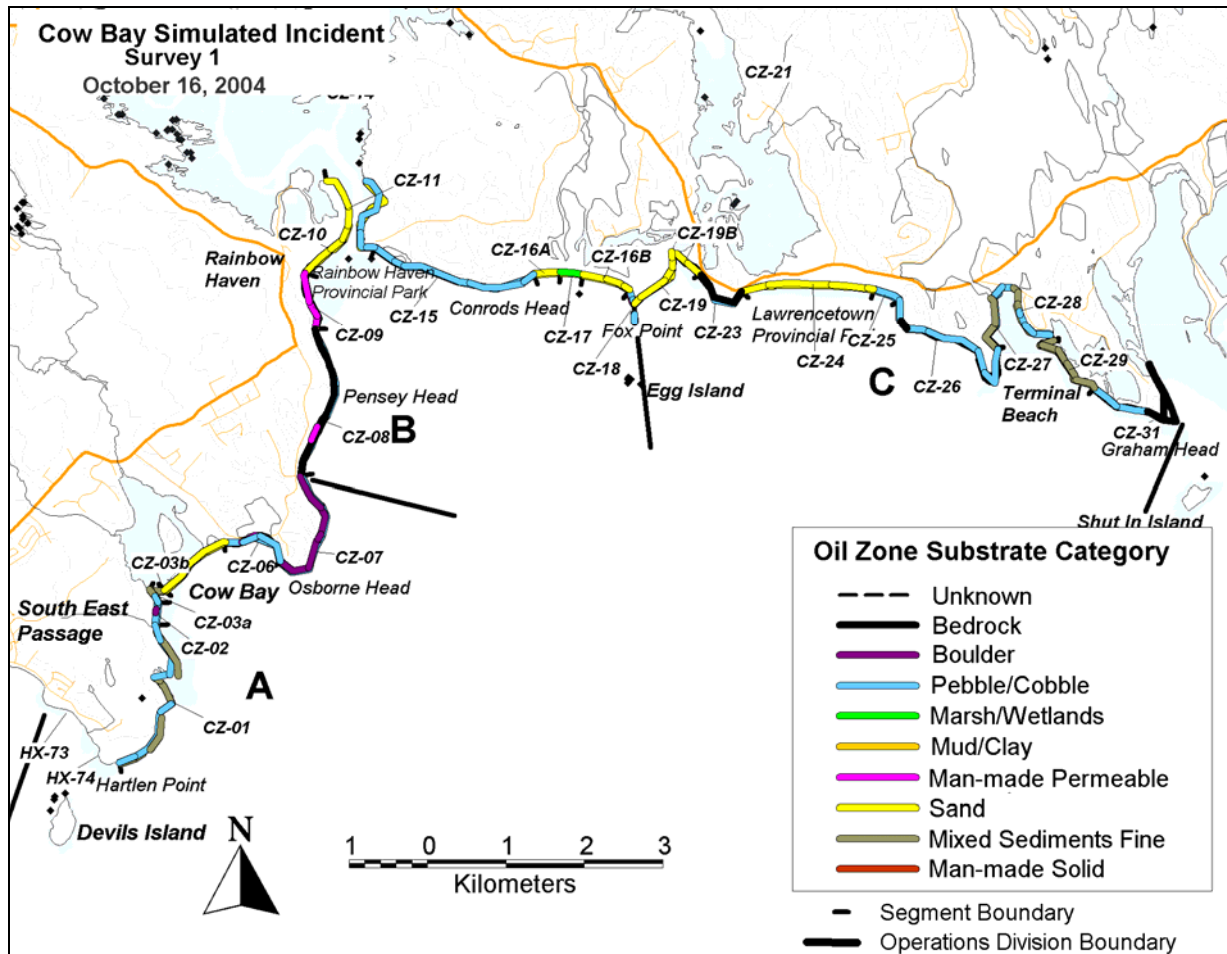 Cow Bay Simulated Incident
Survey 1
October 16, 2004
CZ-21
CZ-11
CZ-10
Rainbow
Haven
Rainbow Haven
Provincial Park
CZ-16A
CZ-16B
CZ-19B
Conrods Head
CZ-09
CZ-15
CZ-17
Fox Point
CZ-19
CZ-23
Lawrencetown
Provincial P
CZ-25
CZ-24
CZ-28
CZ-18
Egg Island
C
CZ-26
CZ-27
CZ-29
Terminal
Beach
Pensey Head
B
CZ-08
CZ-31
Graham Head
Shut In Island
CZ-03b
CZ-06
CZ-07
Cow Bay
Osborne Head
South East
Passage
CZ-03a
CZ-02
A
CZ-01
HX-73
HX-74
Hartlen Point
Devils Island
N
1 0 1 2 3
Kilometers
Oil Zone Substrate Category
Unknown
Bedrock
Boulder
Pebble/Cobble
Marsh/Wetlands
Mud/Clay
Man-made Permeable
Sand
Mixed Sediments Fine
Man-made Solid
Segment Boundary
Operations Division Boundary